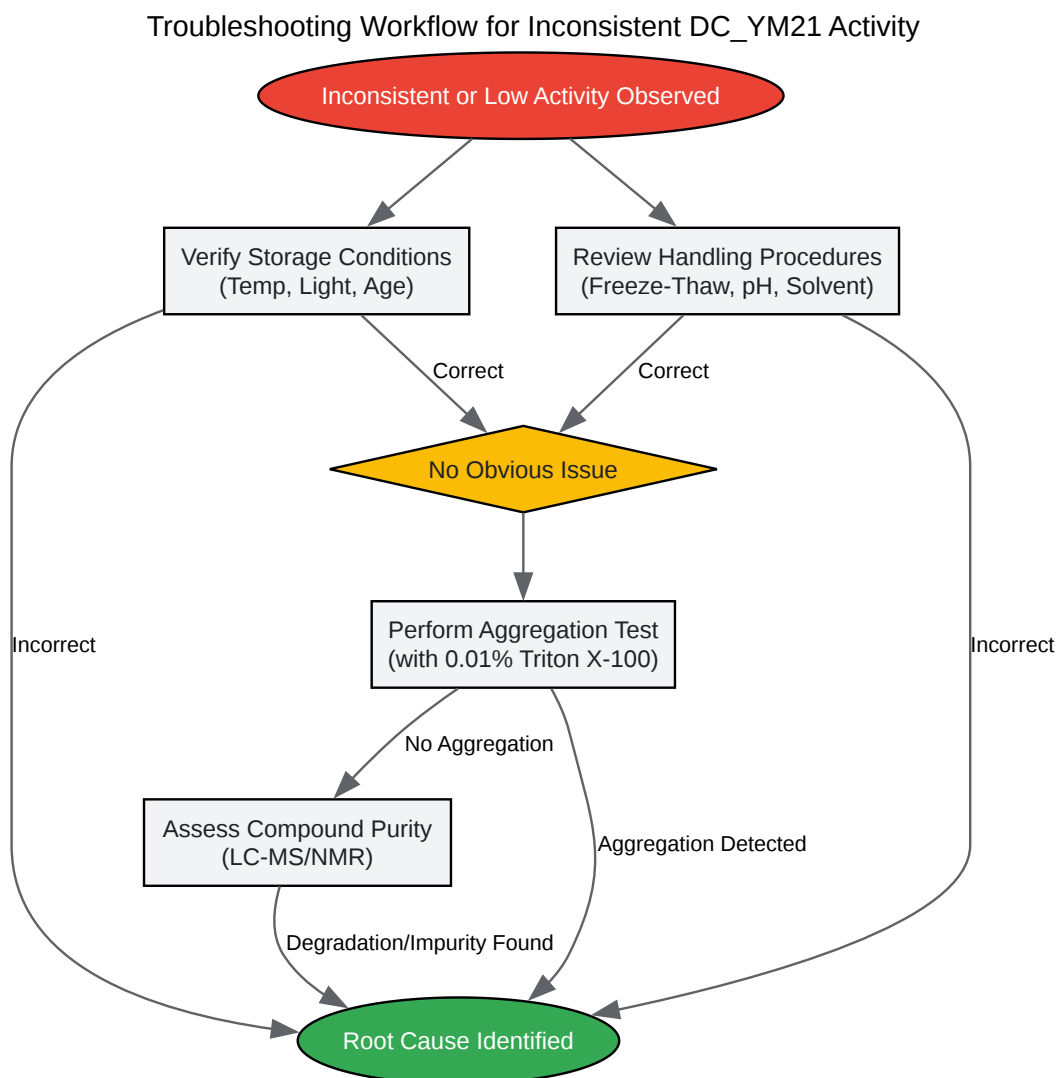 Troubleshooting Workflow for Inconsistent DC_YM21 Activity
Inconsistent or Low Activity Observed
Verify Storage Conditions
(Temp, Light, Age)
Review Handling Procedures
(Freeze-Thaw, pH, Solvent)
Correct
Correct
No Obvious Issue
Perform Aggregation Test
(with 0.01% Triton X-100)
Incorrect
Incorrect
No Aggregation
Assess Compound Purity
(LC-MS/NMR)
Aggregation Detected
Degradation/Impurity Found
Root Cause Identified